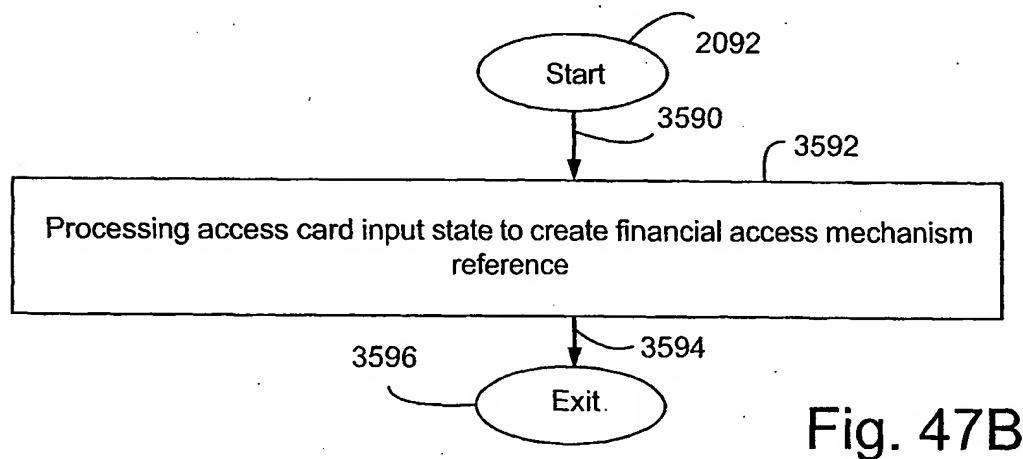 2092
Start
3590
3592
Processing access card input state to create financial access mechanism
reference
3594
3596
Exit.
Fig. 47B